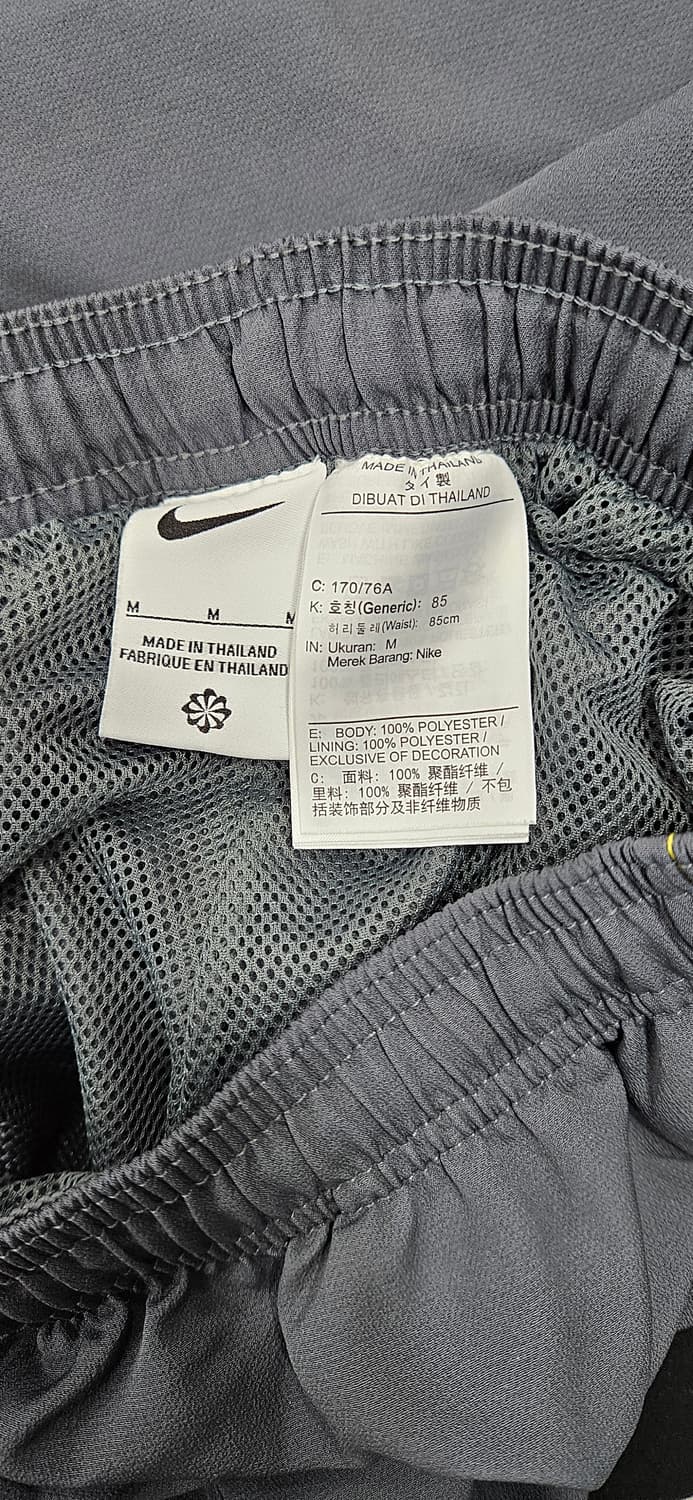 M M M
MADE IN THAILAND
FABRIQUE EN THAILAND
MADE IN THAILAND
タイ製
DIBUAT DI THAILAND
C: 170/76A
K: 호칭(Generic): 85
허리둘레(Waist): 85cm
IN: Ukuran: M
Merek Barang: Nike
E: BODY: 100% POLYESTER /
LINING: 100% POLYESTER /
EXCLUSIVE OF DECORATION
C: 面料: 100% 聚酯纤维 /
里料: 100% 聚酯纤维 / 不包
括装饰部分及非纤维物质